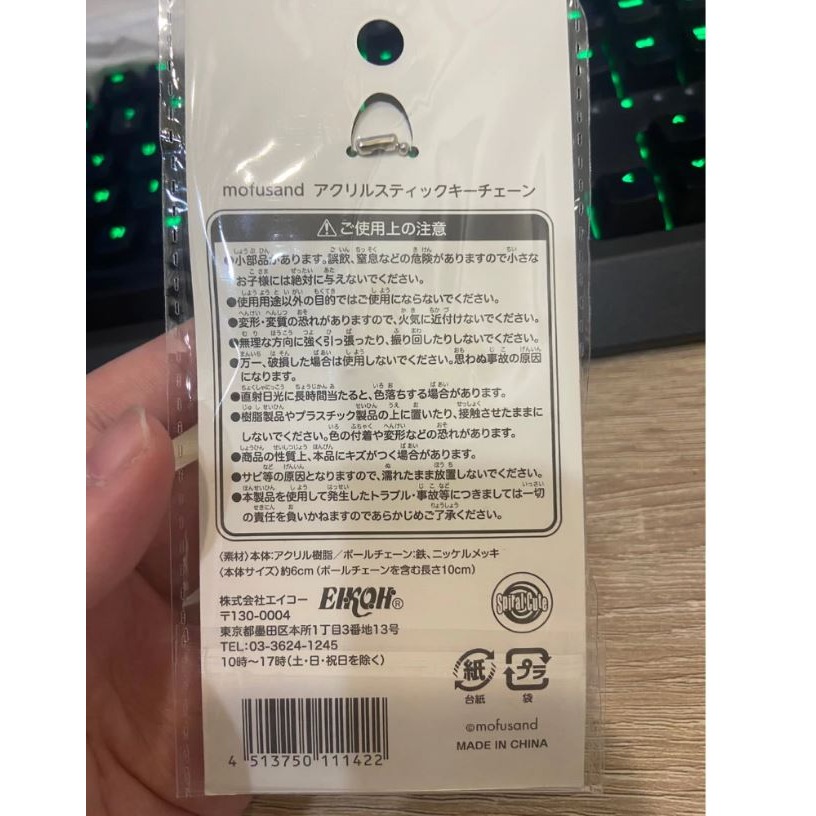 mofusand アクリルスティックキーチェーン
⚠ご使用上の注意
●小部品があります。誤飲、窒息などの危険がありますので小さな
お子様には絶対に与えないでください。
●使用用途以外の目的ではご使用にならないでください。
●変形・変質の恐れがありますので、火気に近付けないでください。
●無理な方向に強く引っ張ったり、振り回したりしないでください。
●万一、破損した場合は使用しないでください。思わぬ事故の原因
になります。
●直射日光に長時間当たると、色落ちする場合があります。
●樹脂製品やプラスチック製品の上に置いたり、接触させたままに
しないでください。色の付着や変形などの恐れがあります。
●商品の性質上、本品にキズがつく場合があります。
●サビ等の原因となりますので、濡れたまま放置しないでください。
●本製品を使用して発生したトラブル・事故等につきましては一切
の責任を負いかねますのであらかじめご了承ください。
〈素材〉本体:アクリル樹脂/ボールチェーン:鉄、ニッケルメッキ
〈本体サイズ〉約6cm(ボールチェーンを含む長さ10cm)
株式会社エイコー EIKOH®
〒130-0004
東京都墨田区本所1丁目3番地13号
TEL:03-3624-1245
10時〜17時(土・日・祝日を除く)
Spiral Cute
紙 プラ
台紙 袋
©mofusand
MADE IN CHINA
4 513750 111422